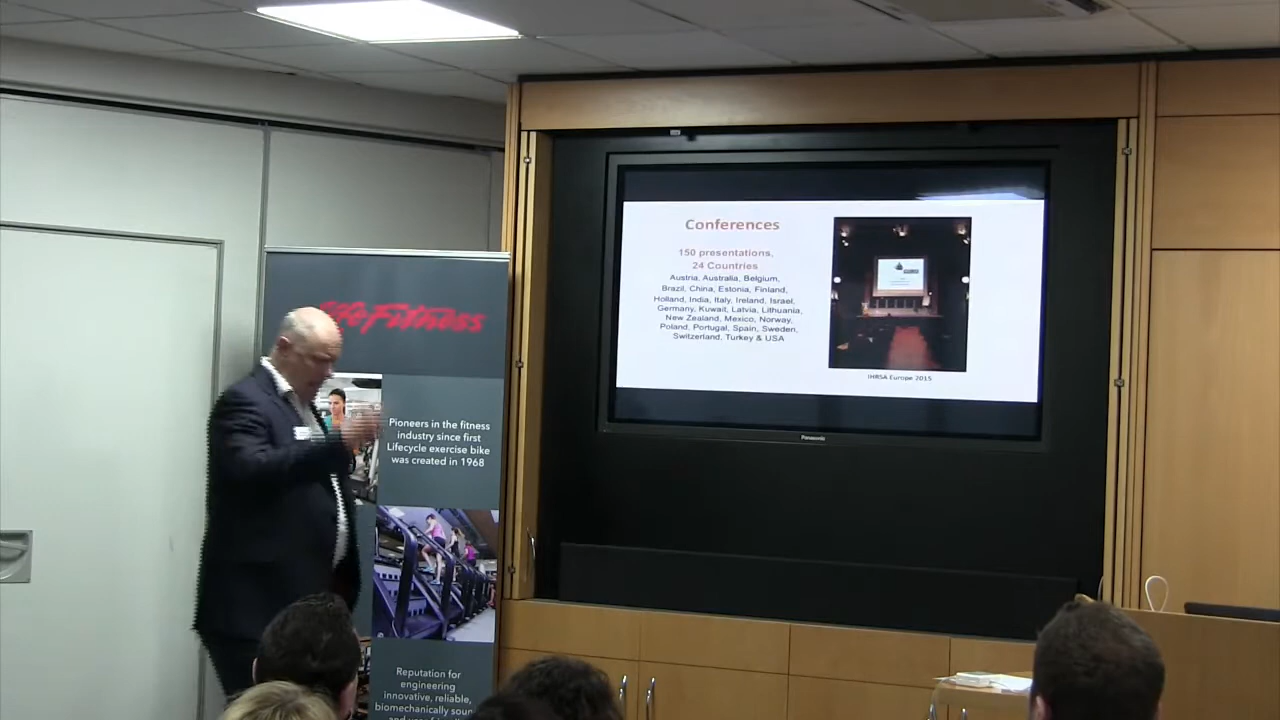 Life Fitness
Pioneers in the fitness
industry since first
Lifecycle exercise bike
was created in 1968
Reputation for
engineering
innovative, reliable,
Conferences
150 presentations,
24 Countries
Austria, Australia, Belgium,
Brazil, China, Estonia, Finland,
Holland, India, Italy, Ireland, Israel,
Germany, Kuwait, Latvia, Lithuania,
New Zealand, Mexico, Norway,
Poland, Portugal, Spain, Sweden,
Switzerland, Turkey & USA
IHRSA Europe 2015
Panasonic